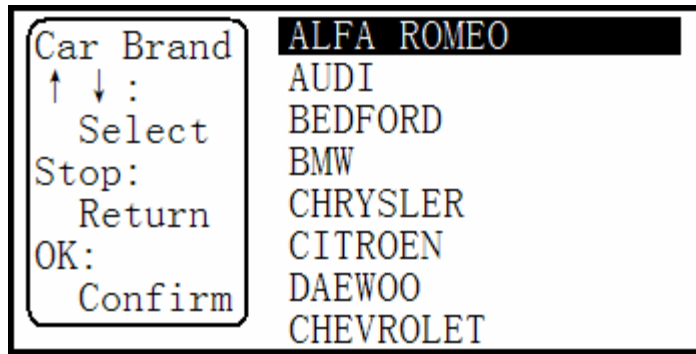 Car Brand
↑ ↓ :
Select
Stop:
Return
OK:
Confirm
ALFA ROMEO
AUDI
BEDFORD
BMW
CHRYSLER
CITROEN
DAEWOO
CHEVROLET